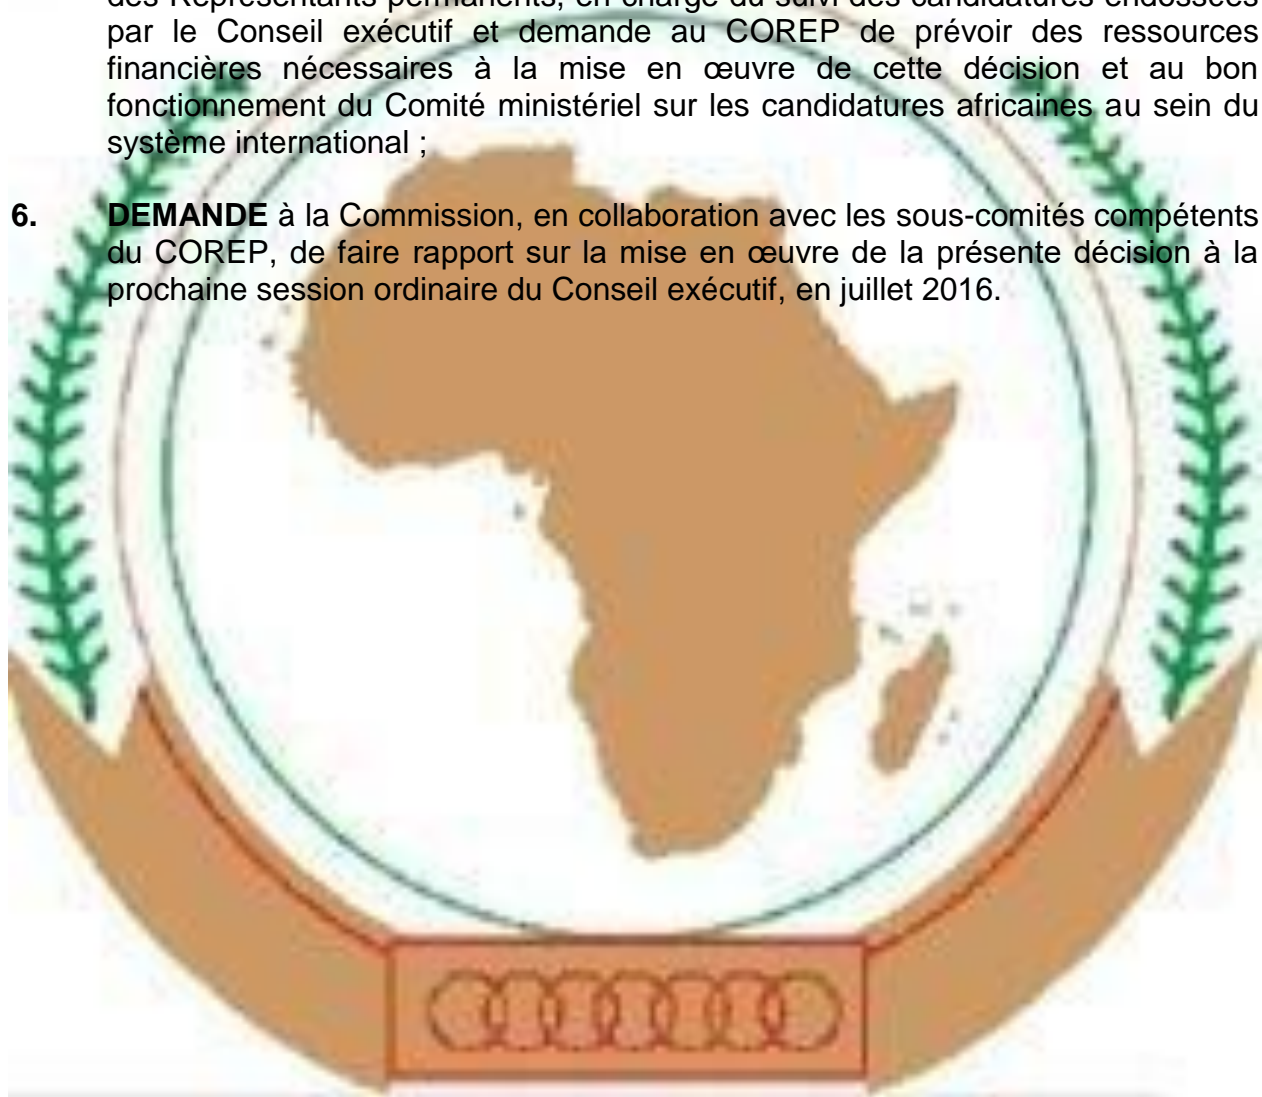 des Représentants permanents, en charge du suivi des candidatures endossées
par le Conseil exécutif et demande au COREP de prévoir des ressources
financières nécessaires à la mise en œuvre de cette décision et au bon
fonctionnement du Comité ministériel sur les candidatures africaines au sein du
système international ;
6. DEMANDE à la Commission, en collaboration avec les sous-comités compétents
du COREP, de faire rapport sur la mise en œuvre de la présente décision à la
prochaine session ordinaire du Conseil exécutif, en juillet 2016.